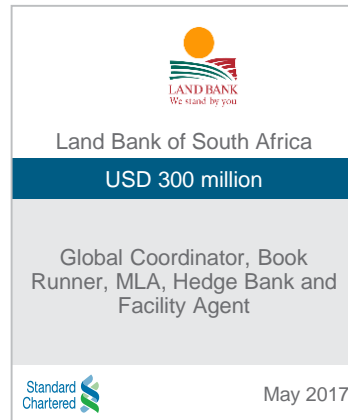 LAND BANK
We stand by you
Land Bank of South Africa
USD 300 million
Global Coordinator, Book
Runner, MLA, Hedge Bank and
Facility Agent
Standard
Chartered
May 2017